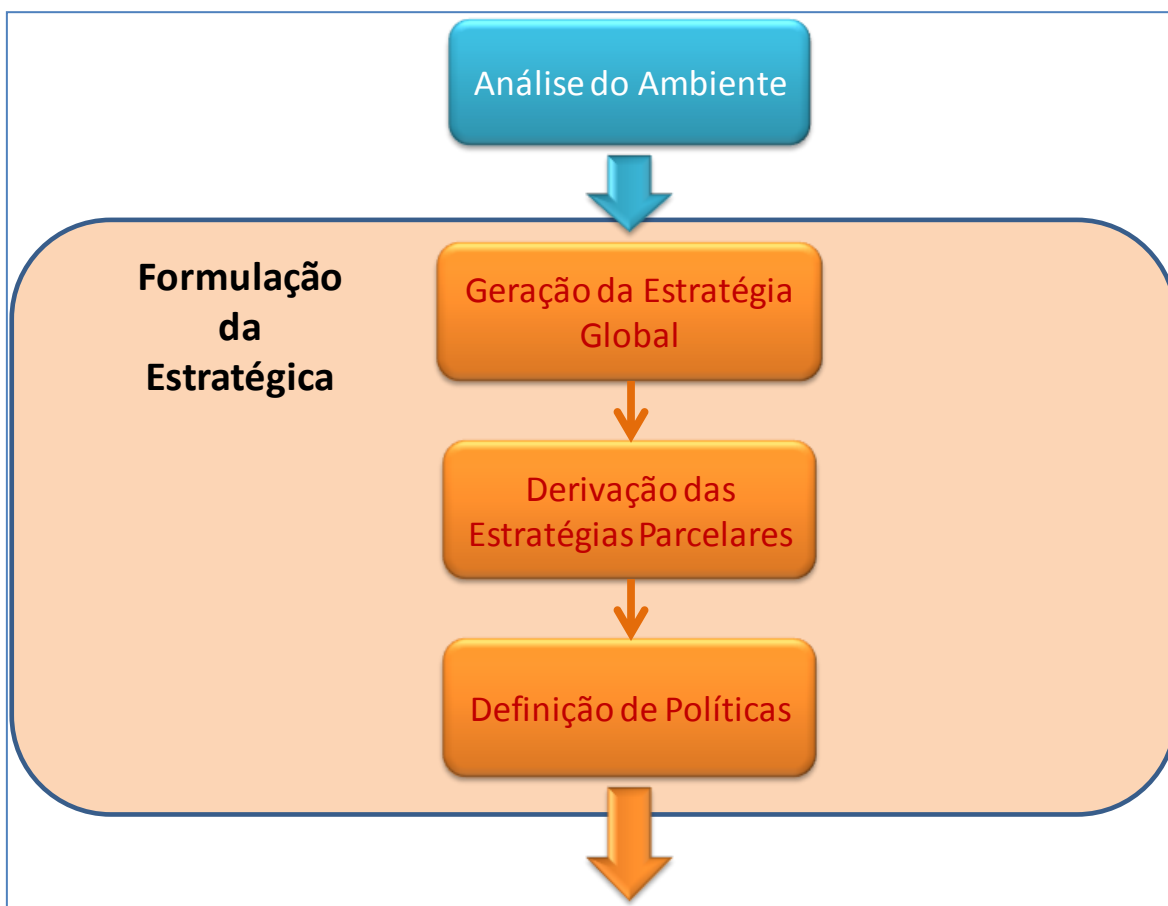 Análise do Ambiente
Formulação
da
Estratégica
Geração da Estratégia
Global
Derivação das
Estratégias Parcelares
Definição de Políticas